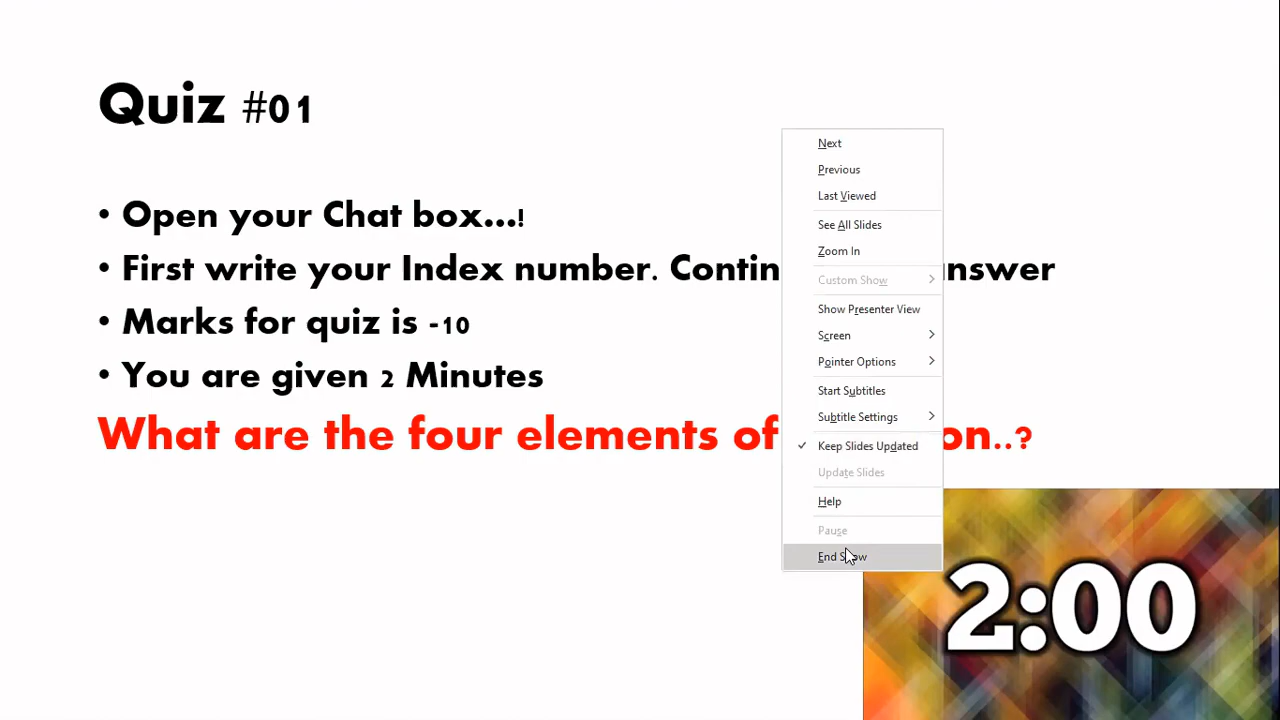 Quiz #01
• Open your Chat box...!
• First write your Index number. Contin nswer
• Marks for quiz is -10
• You are given 2 Minutes
What are the four elements of on..?
Next
Previous
Last Viewed
See All Slides
Zoom In
Custom Show
Show Presenter View
Screen
Pointer Options
Start Subtitles
Subtitle Settings
Keep Slides Updated
Update Slides
Help
Pause
End Show
2:00